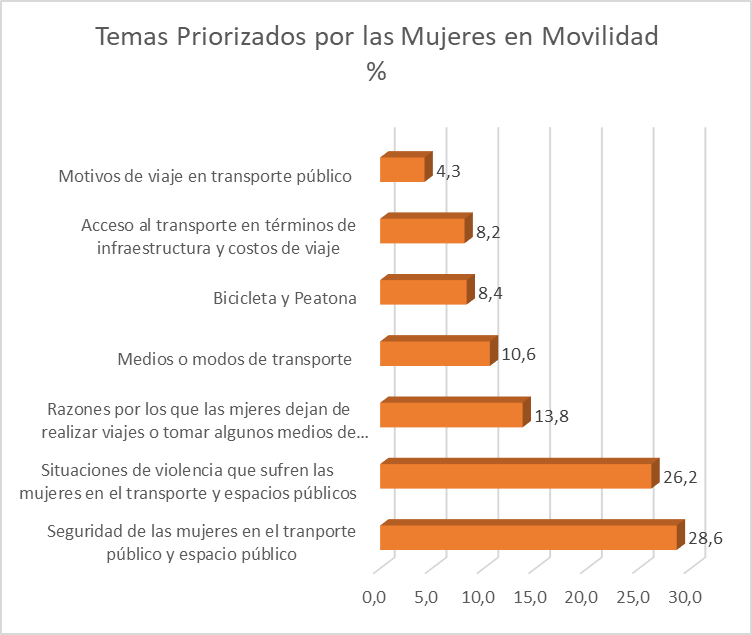 Temas Priorizados por las Mujeres en Movilidad
%
Motivos de viaje en transporte público
4,3
Acceso al transporte en términos de
infraestructura y costos de viaje
8,2
Bicicleta y Peatona
8,4
Medios o modos de transporte
10,6
Razones por los que las mjeres dejan de
realizar viajes o tomar algunos medios de...
13,8
Situaciones de violencia que sufren las
mujeres en el transporte y espacios públicos
26,2
Seguridad de las mujeres en el tranporte
público y espacio público
28,6
0,0 5,0 10,0 15,0 20,0 25,0 30,0